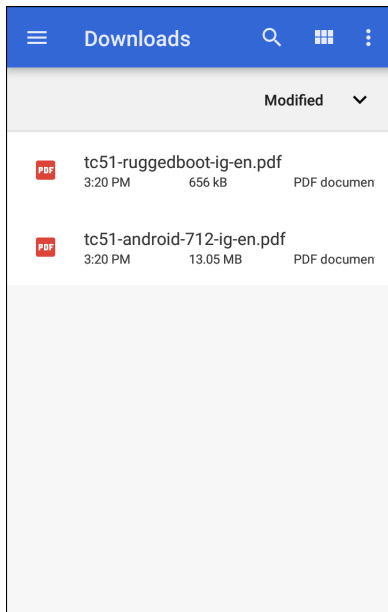 Downloads
Modified
PDF
tc51-ruggedboot-ig-en.pdf
3:20 PM 656 kB PDF documen
PDF
tc51-android-712-ig-en.pdf
3:20 PM 13.05 MB PDF documen